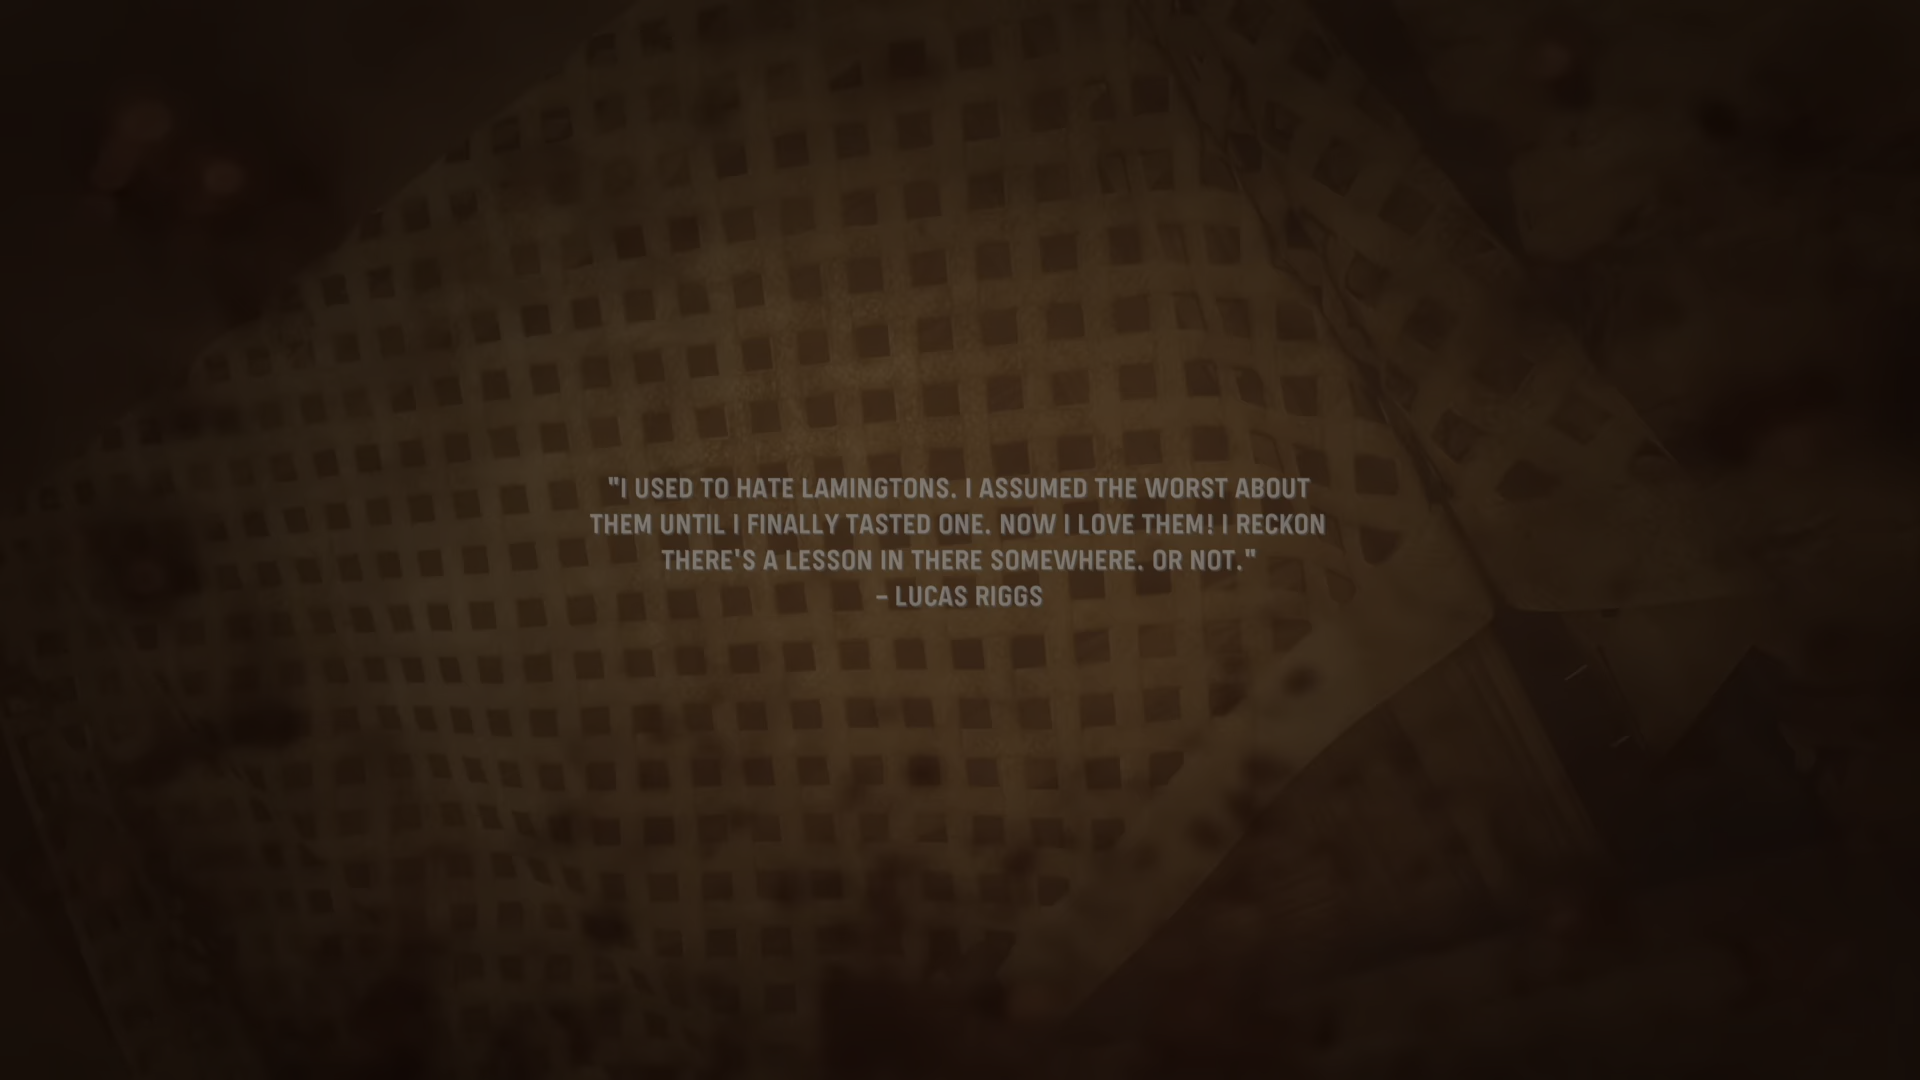 "I USED TO HATE LAMINGTONS. I ASSUMED THE WORST ABOUT
THEM UNTIL I FINALLY TASTED ONE. NOW I LOVE THEM! I RECKON
THERE'S A LESSON IN THERE SOMEWHERE. OR NOT."
– LUCAS RIGGS